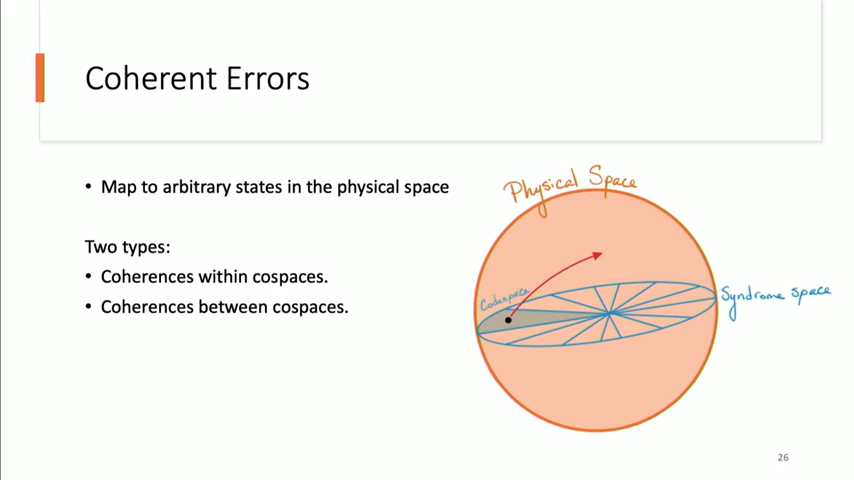 Coherent Errors
• Map to arbitrary states in the physical space
Two types:
• Coherences within cospaces.
• Coherences between cospaces.
Physical Space
Codespace
Syndrome space
26